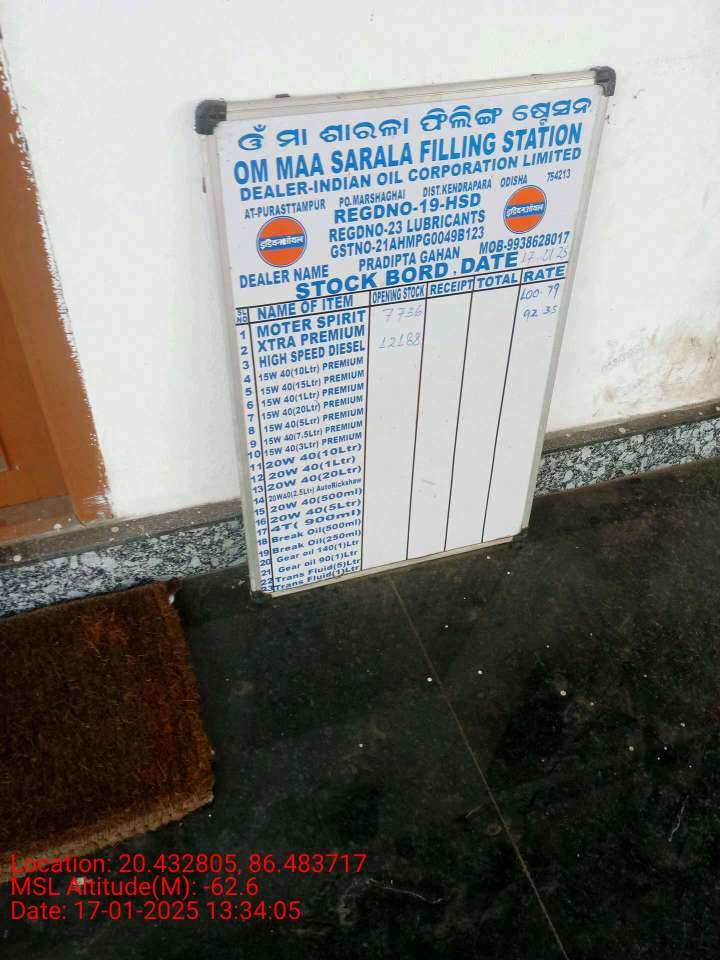 ଓଁ ମା ଶାରଳା ଫିଲିଙ୍ଗ ଷ୍ଟେସନ
OM MAA SARALA FILLING STATION
DEALER-INDIAN OIL CORPORATION LIMITED
AT-PURASTTAMPUR PO.MARSHAGHAI DIST.KENDRAPARA ODISHA 754213
इंडियनऑयल REGDNO-19-HSD इंडियनऑयल
REGDNO-23 LUBRICANTS
GSTNO-21AHMPG0049B123
DEALER NAME PRADIPTA GAHAN MOB-9938628017
STOCK BORD, DATE 17.01.25
SL NO NAME OF ITEM OPENING STOCK RECEIPT TOTAL RATE
1 MOTER SPIRIT 7736 100.79
2 XTRA PREMIUM 92.35
3 HIGH SPEED DIESEL 12188
4 15W 40(10Ltr) PREMIUM
5 15W 40(15Ltr) PREMIUM
6 15W 40(1Ltr) PREMIUM
7 15W 40(20Ltr) PREMIUM
8 15W 40(5Ltr) PREMIUM
9 15W 40(7.5Ltr) PREMIUM
10 15W 40(3Ltr) PREMIUM
11 20W 40(10Ltr)
12 20W 40(1Ltr)
13 20W 40(20Ltr)
14 20W40(2.5Ltr) AutoRickshaw
15 20W 40(500ml)
16 20W 40(5Ltr)
17 4T( 900ml)
18 Break Oil(500ml)
19 Break Oil(250ml)
20 Gear oil 140(1)Ltr
21 Gear oil 90(1)Ltr
22 Trans Fluid(5)Ltr
23 Trans Fluid(1)Ltr
Location: 20.432805, 86.483717
MSL Altitude(M): -62.6
Date: 17-01-2025 13:34:05